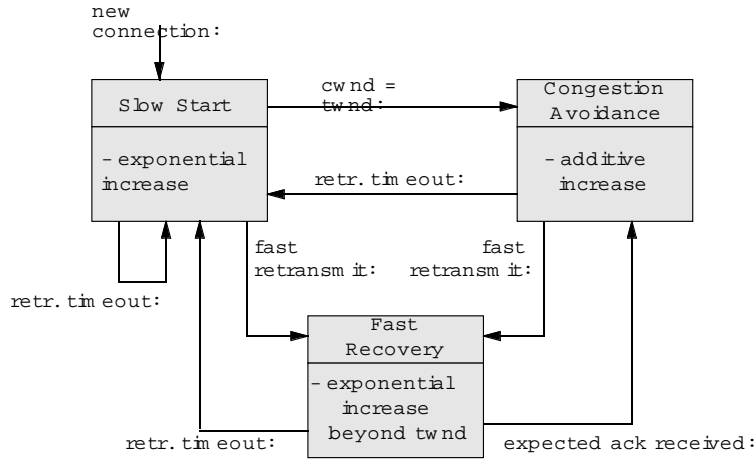 new
connection:
Slow Start
- exponential
increase
cwnd =
twnd:
Congestion
Avoidance
- additive
increase
retr.timeout:
retr.timeout:
fast
retransmit:
fast
retransmit:
Fast
Recovery
- exponential
increase
beyond twnd
retr.timeout:
expected ack received: